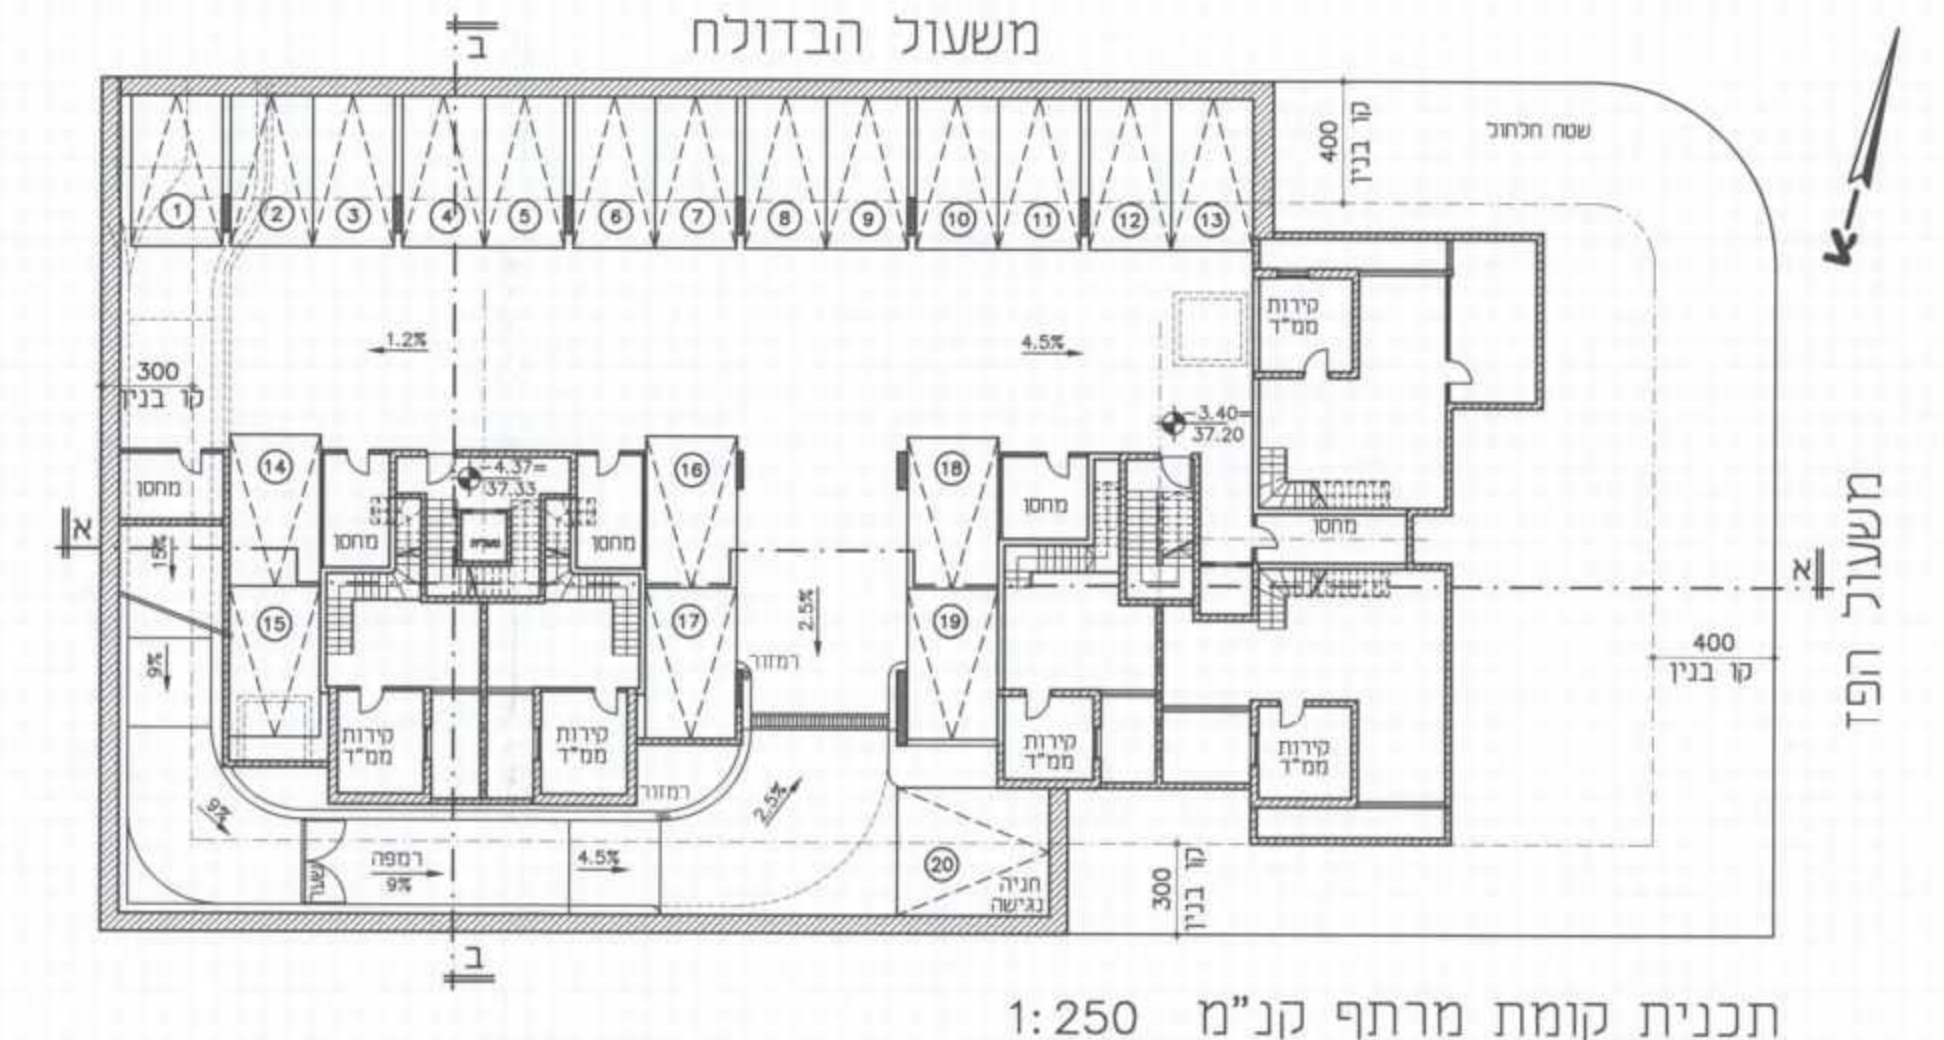 משעול הבדולח
ב
1
2
3
4
5
6
7
8
9
10
11
12
13
400
קו בנין
שטח חלחול
קירות
ממ"ד
1.2%
4.5%
300
קו בנין
-3.40=
37.20
14
16
18
-4.37=
37.33
מחסן
מחסן
מחסן
מחסן
מחסן
א
15%
א
15
17
19
2.5%
רמזור
9%
400
קו בנין
משעול הפז
קירות
ממ"ד
קירות
ממ"ד
קירות
ממ"ד
קירות
ממ"ד
רמזור
9%
2.5%
רמפה
9%
4.5%
שער
20
חניה
נגישה
300
קו בנין
ב
תכנית קומת מרתף קנ"מ 1:250